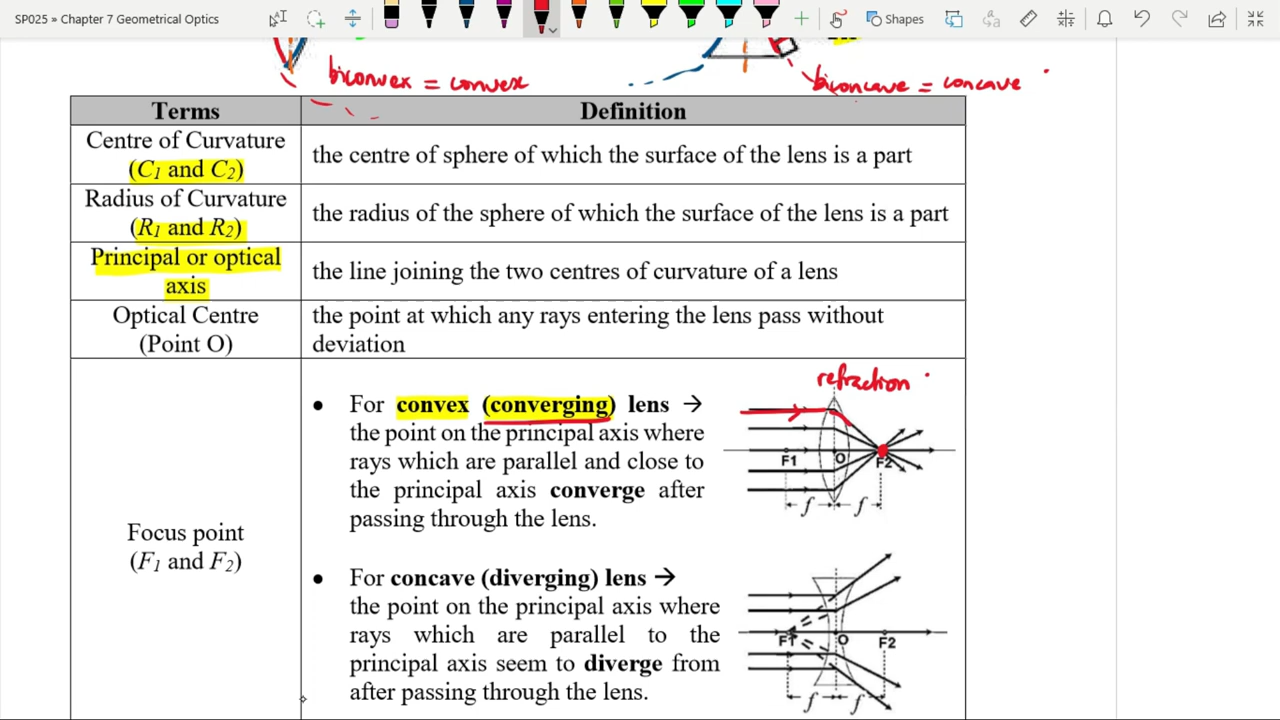 SP025 » Chapter 7 Geometrical Optics
Shapes
biconvex = convex
biconcave = concave
Terms
Definition
Centre of Curvature
(C1 and C2)
the centre of sphere of which the surface of the lens is a part
Radius of Curvature
(R1 and R2)
the radius of the sphere of which the surface of the lens is a part
Principal or optical
axis
the line joining the two centres of curvature of a lens
Optical Centre
(Point O)
the point at which any rays entering the lens pass without
deviation
Focus point
(F1 and F2)
• For convex (converging) lens →
the point on the principal axis where
rays which are parallel and close to
the principal axis converge after
passing through the lens.
refraction
F1 O F2
f f
• For concave (diverging) lens →
the point on the principal axis where
rays which are parallel to the
principal axis seem to diverge from
after passing through the lens.
F1 O F2
f f